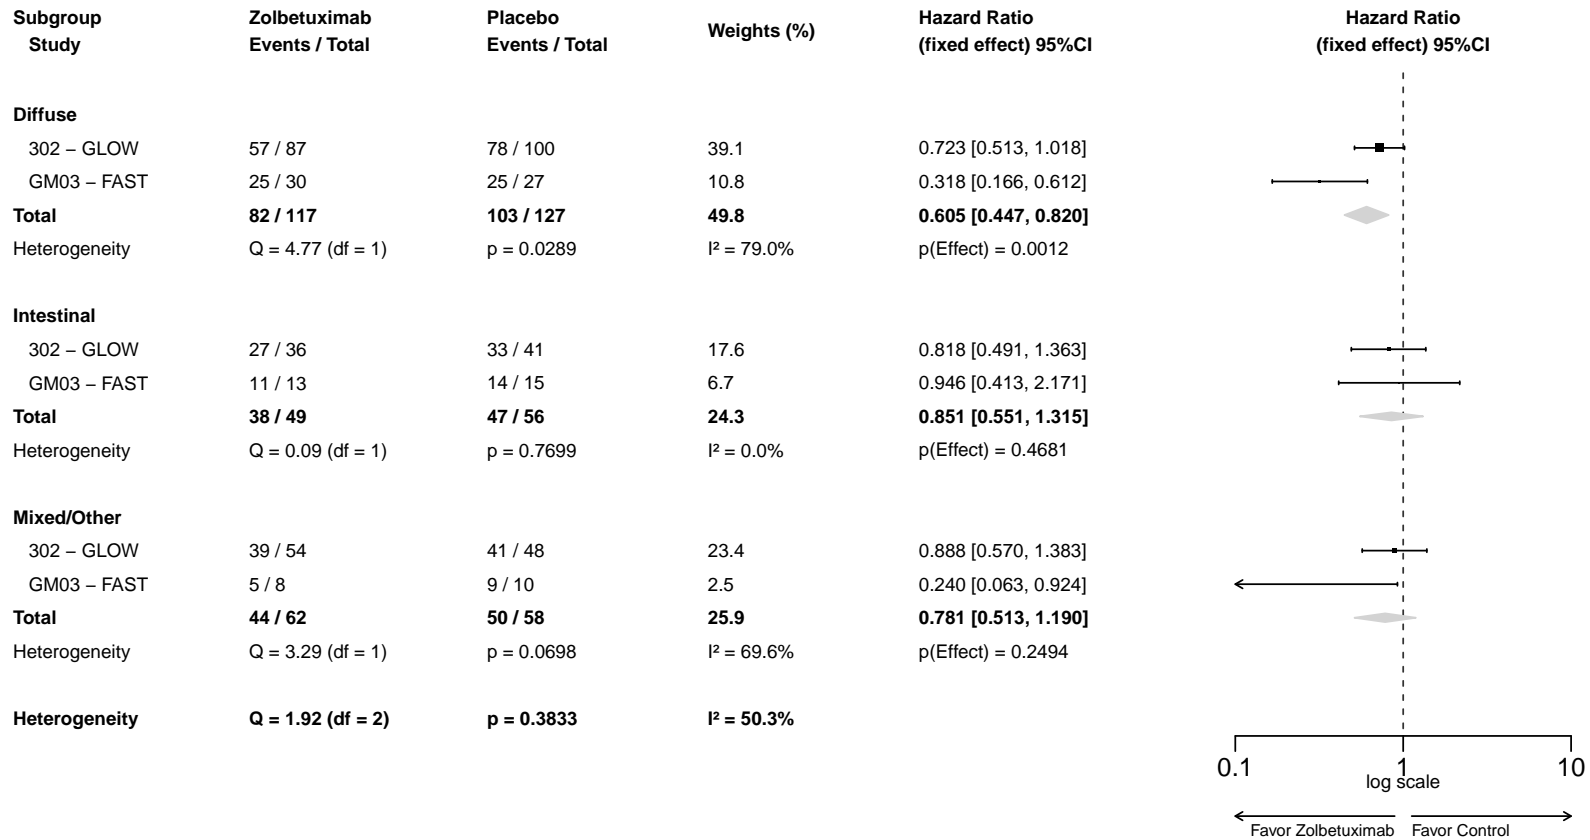 Subgroup Zolbetuximab Placebo Weights (%) Hazard Ratio Hazard Ratio
Study Events / Total Events / Total (fixed effect) 95%CI (fixed effect) 95%CI
Diffuse
302 – GLOW 57 / 87 78 / 100 39.1 0.723 [0.513, 1.018]
GM03 – FAST 25 / 30 25 / 27 10.8 0.318 [0.166, 0.612]
Total 82 / 117 103 / 127 49.8 0.605 [0.447, 0.820]
Heterogeneity Q = 4.77 (df = 1) p = 0.0289 I² = 79.0% p(Effect) = 0.0012
Intestinal
302 – GLOW 27 / 36 33 / 41 17.6 0.818 [0.491, 1.363]
GM03 – FAST 11 / 13 14 / 15 6.7 0.946 [0.413, 2.171]
Total 38 / 49 47 / 56 24.3 0.851 [0.551, 1.315]
Heterogeneity Q = 0.09 (df = 1) p = 0.7699 I² = 0.0% p(Effect) = 0.4681
Mixed/Other
302 – GLOW 39 / 54 41 / 48 23.4 0.888 [0.570, 1.383]
GM03 – FAST 5 / 8 9 / 10 2.5 0.240 [0.063, 0.924]
Total 44 / 62 50 / 58 25.9 0.781 [0.513, 1.190]
Heterogeneity Q = 3.29 (df = 1) p = 0.0698 I² = 69.6% p(Effect) = 0.2494
Heterogeneity Q = 1.92 (df = 2) p = 0.3833 I² = 50.3%
0.1 1 10
log scale
Favor Zolbetuximab Favor Control